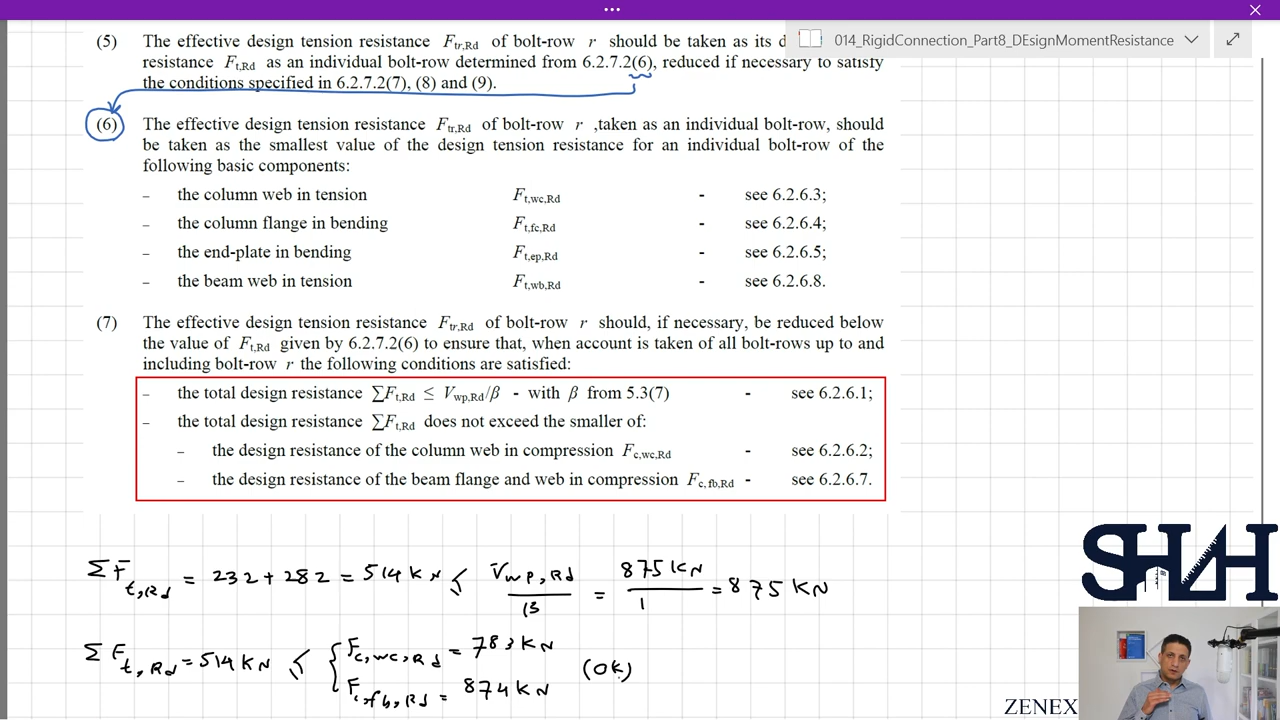 014_RigidConnection_Part8_DEsignMomentResistance
(5) The effective design tension resistance Ftr,Rd of bolt-row r should be taken as its d
resistance Ft,Rd as an individual bolt-row determined from 6.2.7.2(6), reduced if necessary to satisfy
the conditions specified in 6.2.7.2(7), (8) and (9).
(6) The effective design tension resistance Ftr,Rd of bolt-row r ,taken as an individual bolt-row, should
be taken as the smallest value of the design tension resistance for an individual bolt-row of the
following basic components:
– the column web in tension Ft,wc,Rd - see 6.2.6.3;
– the column flange in bending Ft,fc,Rd - see 6.2.6.4;
– the end-plate in bending Ft,ep,Rd - see 6.2.6.5;
– the beam web in tension Ft,wb,Rd - see 6.2.6.8.
(7) The effective design tension resistance Ftr,Rd of bolt-row r should, if necessary, be reduced below
the value of Ft,Rd given by 6.2.7.2(6) to ensure that, when account is taken of all bolt-rows up to and
including bolt-row r the following conditions are satisfied:
– the total design resistance ∑Ft,Rd ≤ Vwp,Rd/β - with β from 5.3(7) - see 6.2.6.1;
– the total design resistance ∑Ft,Rd does not exceed the smaller of:
– the design resistance of the column web in compression Fc,wc,Rd - see 6.2.6.2;
– the design resistance of the beam flange and web in compression Fc,fb,Rd - see 6.2.6.7.
∑Ft,Rd = 232+282 = 514 kN ≤ Vwp,Rd/β = 875 kN/1 = 875 kN
∑Ft,Rd = 514 kN ≤ { Fc,wc,Rd = 783 kN
Fc,fb,Rd = 874 kN (OK)
SHAH
ZENEX